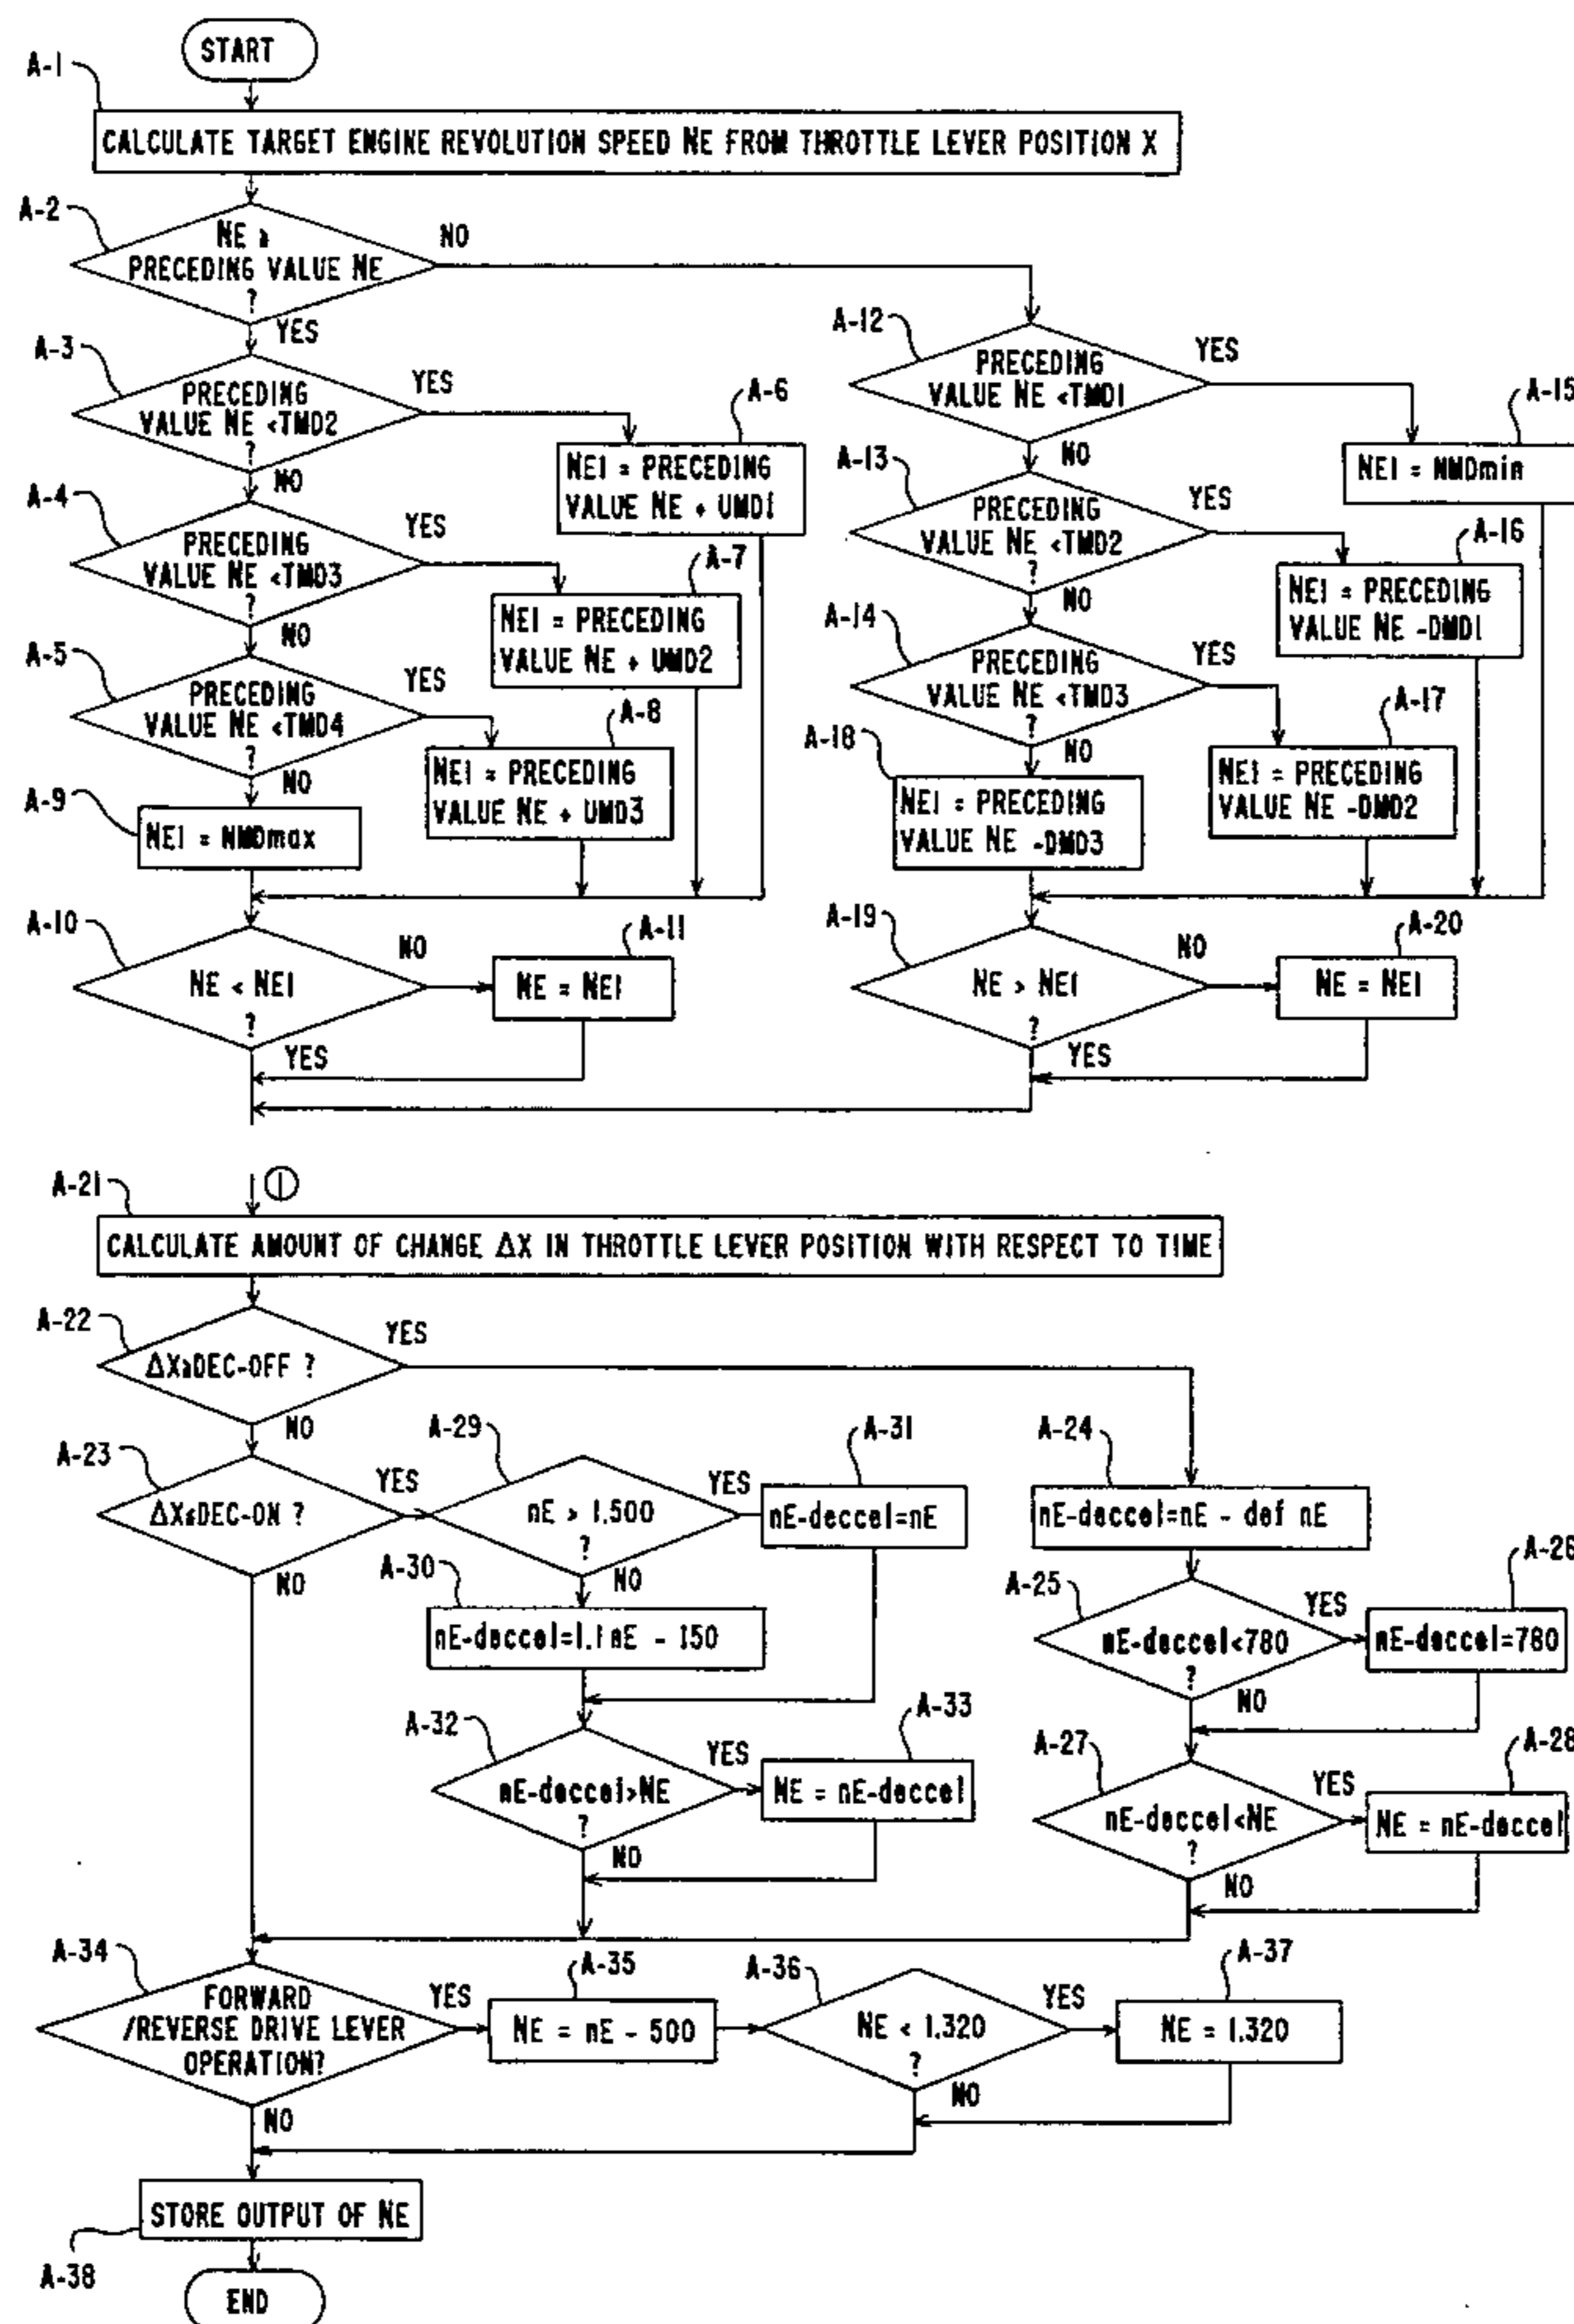 START
A-1
CALCULATE TARGET ENGINE REVOLUTION SPEED NE FROM THROTTLE LEVER POSITION X
A-2
NE ≥
PRECEDING VALUE NE
?
NO
YES
A-3
PRECEDING
VALUE NE <TMD2
?
YES
NO
A-6
NE1 = PRECEDING
VALUE NE + UMD1
A-4
PRECEDING
VALUE NE <TMD3
?
YES
NO
A-7
NE1 = PRECEDING
VALUE NE + UMD2
A-5
PRECEDING
VALUE NE <TMD4
?
YES
NO
A-8
NE1 = PRECEDING
VALUE NE + UMD3
A-9
NE1 = NMDmax
A-10
NE < NE1
?
NO
YES
A-11
NE = NE1
A-12
PRECEDING
VALUE NE <TMD1
YES
NO
A-15
NE1 = NMDmin
A-13
PRECEDING
VALUE NE <TMD2
?
YES
NO
A-16
NE1 = PRECEDING
VALUE NE -DMD1
A-14
PRECEDING
VALUE NE <TMD3
?
YES
NO
A-17
NE1 = PRECEDING
VALUE NE -DMD2
A-18
NE1 = PRECEDING
VALUE NE -DMD3
A-19
NE > NE1
?
NO
YES
A-20
NE = NE1
A-21
1
CALCULATE AMOUNT OF CHANGE ΔX IN THROTTLE LEVER POSITION WITH RESPECT TO TIME
A-22
ΔX≥DEC-OFF ?
YES
NO
A-23
ΔX≤DEC-ON ?
YES
NO
A-29
nE > 1,500
?
YES
NO
A-31
nE-deccel=nE
A-30
nE-deccel=1.1nE - 150
A-32
nE-deccel>NE
?
YES
NO
A-33
NE = nE-deccel
A-24
nE-deccel=nE - def nE
A-25
nE-deccel<780
?
YES
NO
A-26
nE-deccel=780
A-27
nE-deccel<NE
?
YES
NO
A-28
NE = nE-deccel
A-34
FORWARD
/REVERSE DRIVE LEVER
OPERATION?
YES
NO
A-35
NE = nE - 500
A-36
NE < 1,320
?
YES
NO
A-37
NE = 1,320
STORE OUTPUT OF NE
A-38
END